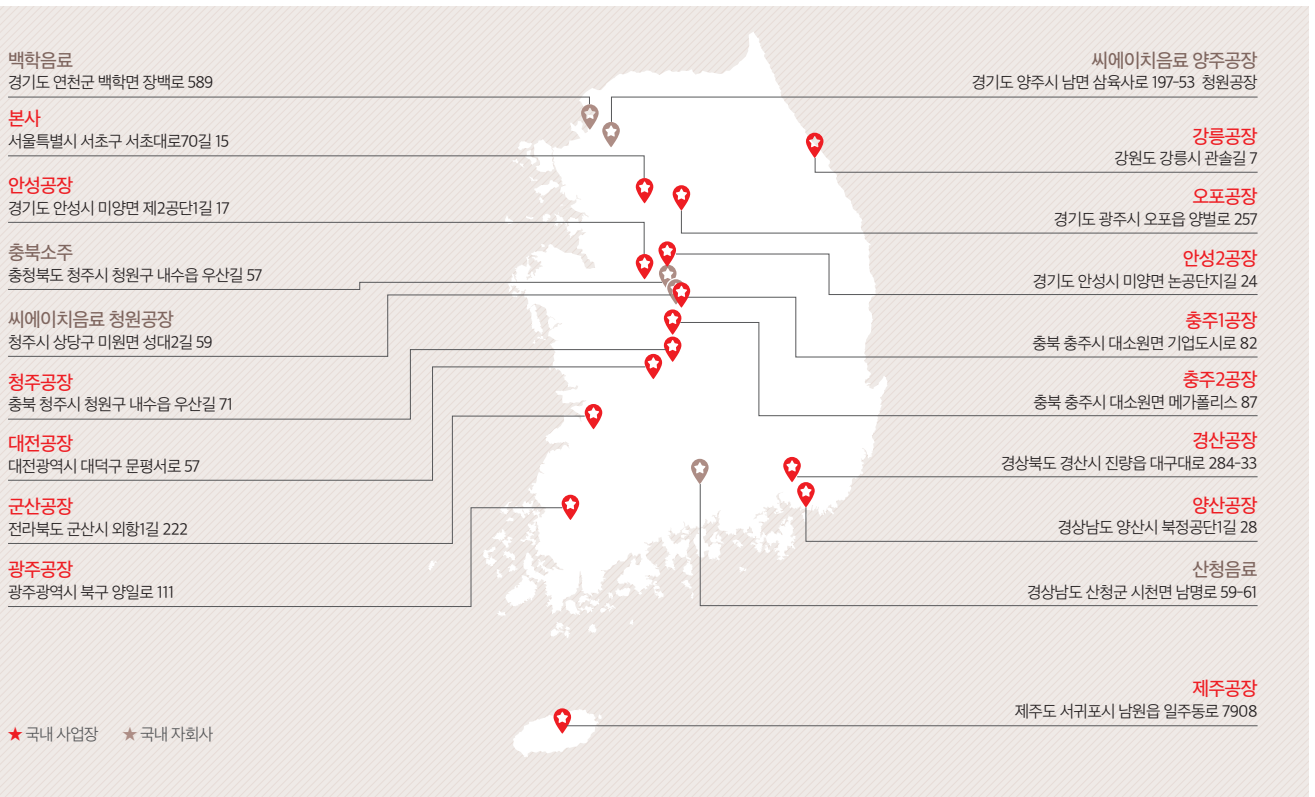 백학음료
경기도 연천군 백학면 장백로 589
본사
서울특별시 서초구 서초대로70길 15
안성공장
경기도 안성시 미양면 제2공단1길 17
충북소주
충청북도 청주시 청원구 내수읍 우산길 57
씨에이치음료 청원공장
청주시 상당구 미원면 성대2길 59
청주공장
충북 청주시 청원구 내수읍 우산길 71
대전공장
대전광역시 대덕구 문평서로 57
군산공장
전라북도 군산시 외항1길 222
광주공장
광주광역시 북구 양일로 111
씨에이치음료 양주공장
경기도 양주시 남면 삼육사로 197-53 청원공장
강릉공장
강원도 강릉시 관솔길 7
오포공장
경기도 광주시 오포읍 양벌로 257
안성2공장
경기도 안성시 미양면 논공단지길 24
충주1공장
충북 충주시 대소원면 기업도시로 82
충주2공장
충북 충주시 대소원면 메가폴리스 87
경산공장
경상북도 경산시 진량읍 대구대로 284-33
양산공장
경상남도 양산시 북정공단1길 28
산청음료
경상남도 산청군 시천면 남명로 59-61
제주공장
제주도 서귀포시 남원읍 일주동로 7908
★ 국내 사업장 ★ 국내 자회사